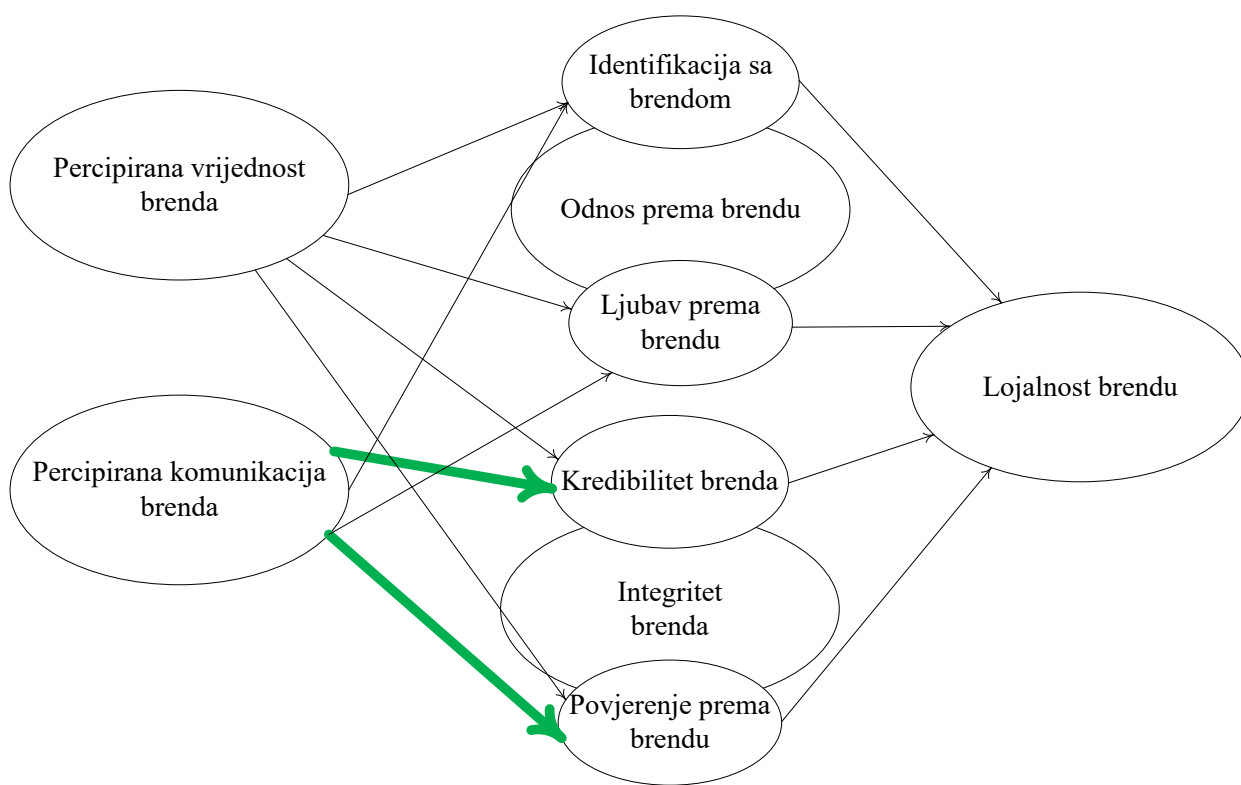 Identifikacija sa
brendom
Percipirana vrijednost
brenda
Odnos prema brendu
Ljubav prema
brendu
Lojalnost brendu
Percipirana komunikacija
brenda
Kredibilitet brenda
Integritet
brenda
Povjerenje prema
brendu